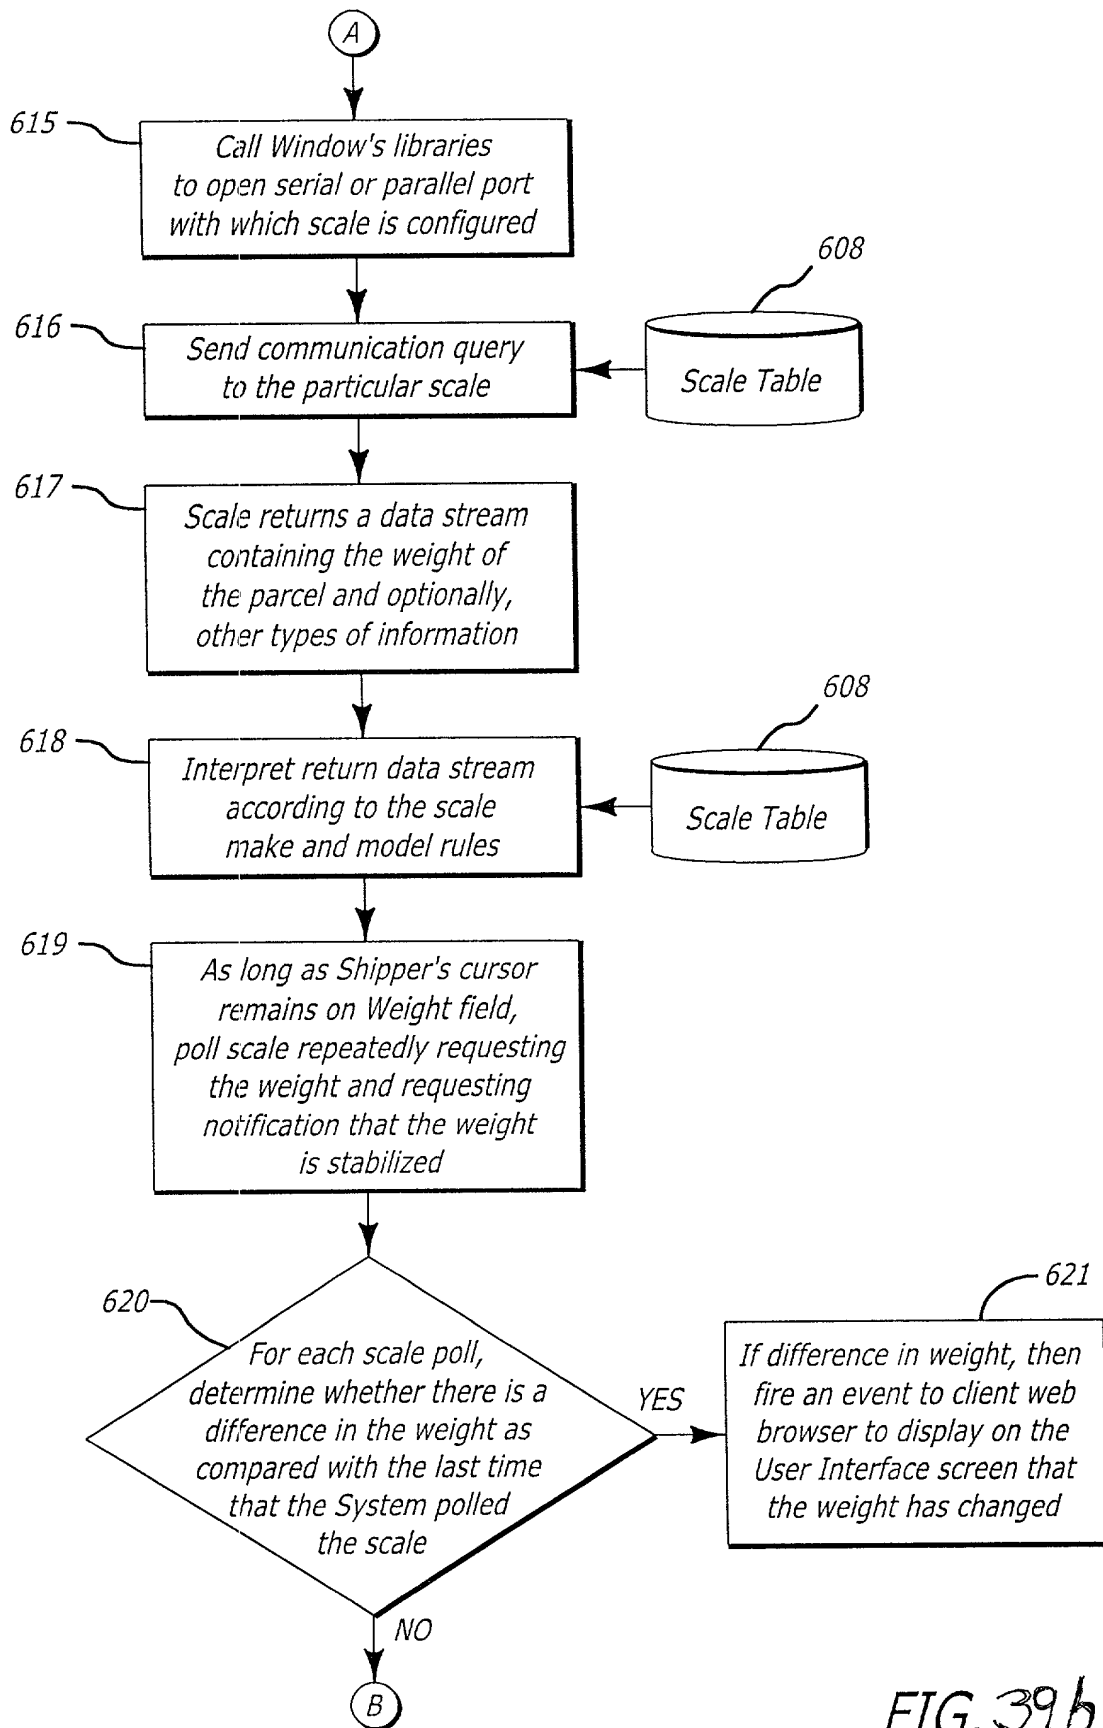 A
615
Call Window's libraries
to open serial or parallel port
with which scale is configured
608
616
Send communication query
to the particular scale
Scale Table
617
Scale returns a data stream
containing the weight of
the parcel and optionally,
other types of information
608
618
Interpret return data stream
according to the scale
make and model rules
Scale Table
619
As long as Shipper's cursor
remains on Weight field,
poll scale repeatedly requesting
the weight and requesting
notification that the weight
is stabilized
620
For each scale poll,
determine whether there is a
difference in the weight as
compared with the last time
that the System polled
the scale
YES
621
If difference in weight, then
fire an event to client web
browser to display on the
User Interface screen that
the weight has changed
NO
B
FIG. 39b